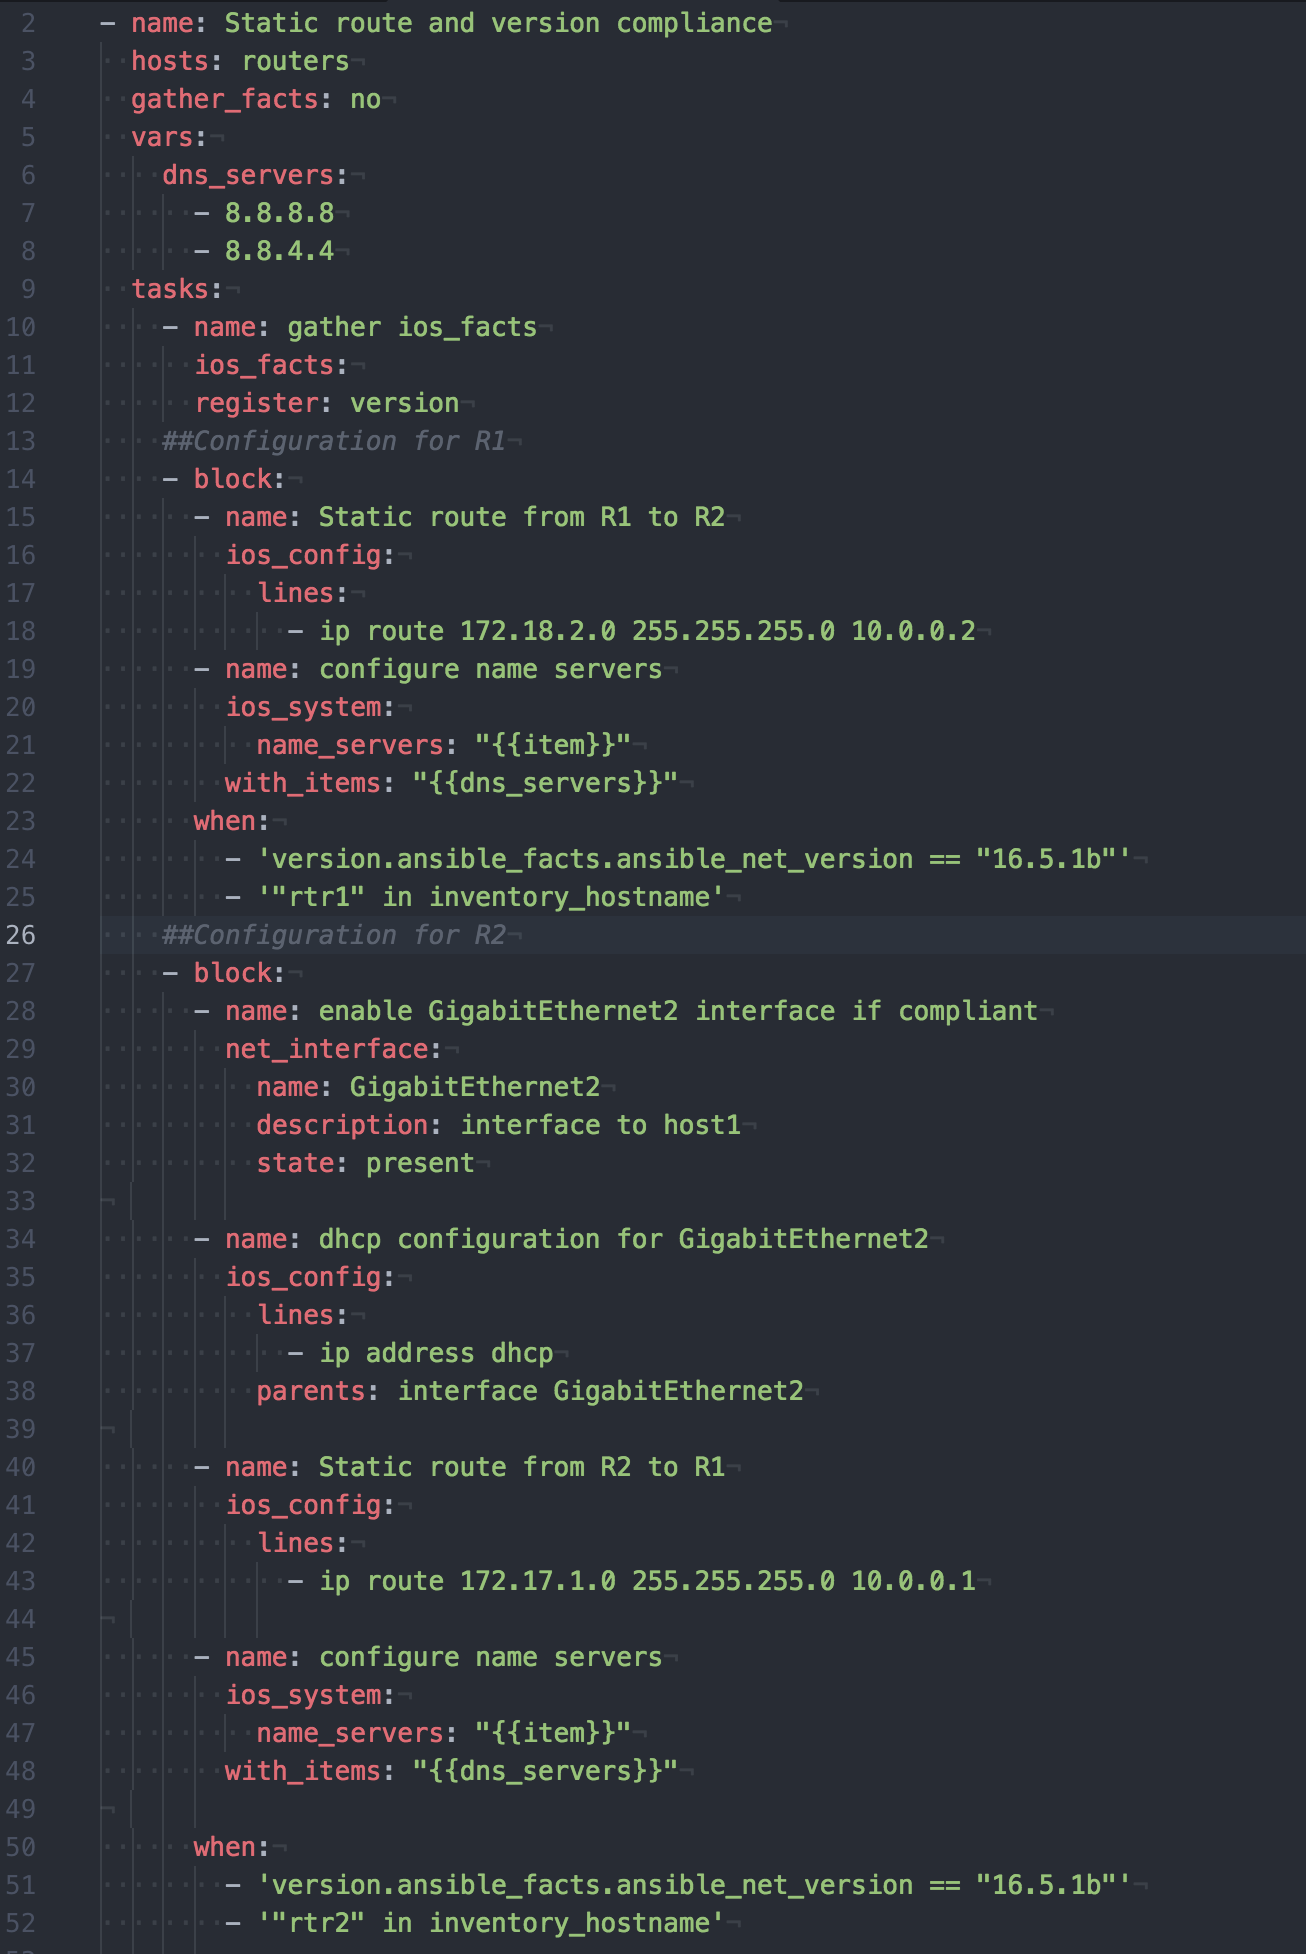 2 - name: Static route and version compliance
3 hosts: routers
4 gather_facts: no
5 vars:
6 dns_servers:
7 - 8.8.8.8
8 - 8.8.4.4
9 tasks:
10 - name: gather ios_facts
11 ios_facts:
12 register: version
13 ##Configuration for R1
14 - block:
15 - name: Static route from R1 to R2
16 ios_config:
17 lines:
18 - ip route 172.18.2.0 255.255.255.0 10.0.0.2
19 - name: configure name servers
20 ios_system:
21 name_servers: "{{item}}"
22 with_items: "{{dns_servers}}"
23 when:
24 - 'version.ansible_facts.ansible_net_version == "16.5.1b"'
25 - '"rtr1" in inventory_hostname'
26 ##Configuration for R2
27 - block:
28 - name: enable GigabitEthernet2 interface if compliant
29 net_interface:
30 name: GigabitEthernet2
31 description: interface to host1
32 state: present
33
34 - name: dhcp configuration for GigabitEthernet2
35 ios_config:
36 lines:
37 - ip address dhcp
38 parents: interface GigabitEthernet2
39
40 - name: Static route from R2 to R1
41 ios_config:
42 lines:
43 - ip route 172.17.1.0 255.255.255.0 10.0.0.1
44
45 - name: configure name servers
46 ios_system:
47 name_servers: "{{item}}"
48 with_items: "{{dns_servers}}"
49
50 when:
51 - 'version.ansible_facts.ansible_net_version == "16.5.1b"'
52 - '"rtr2" in inventory_hostname'